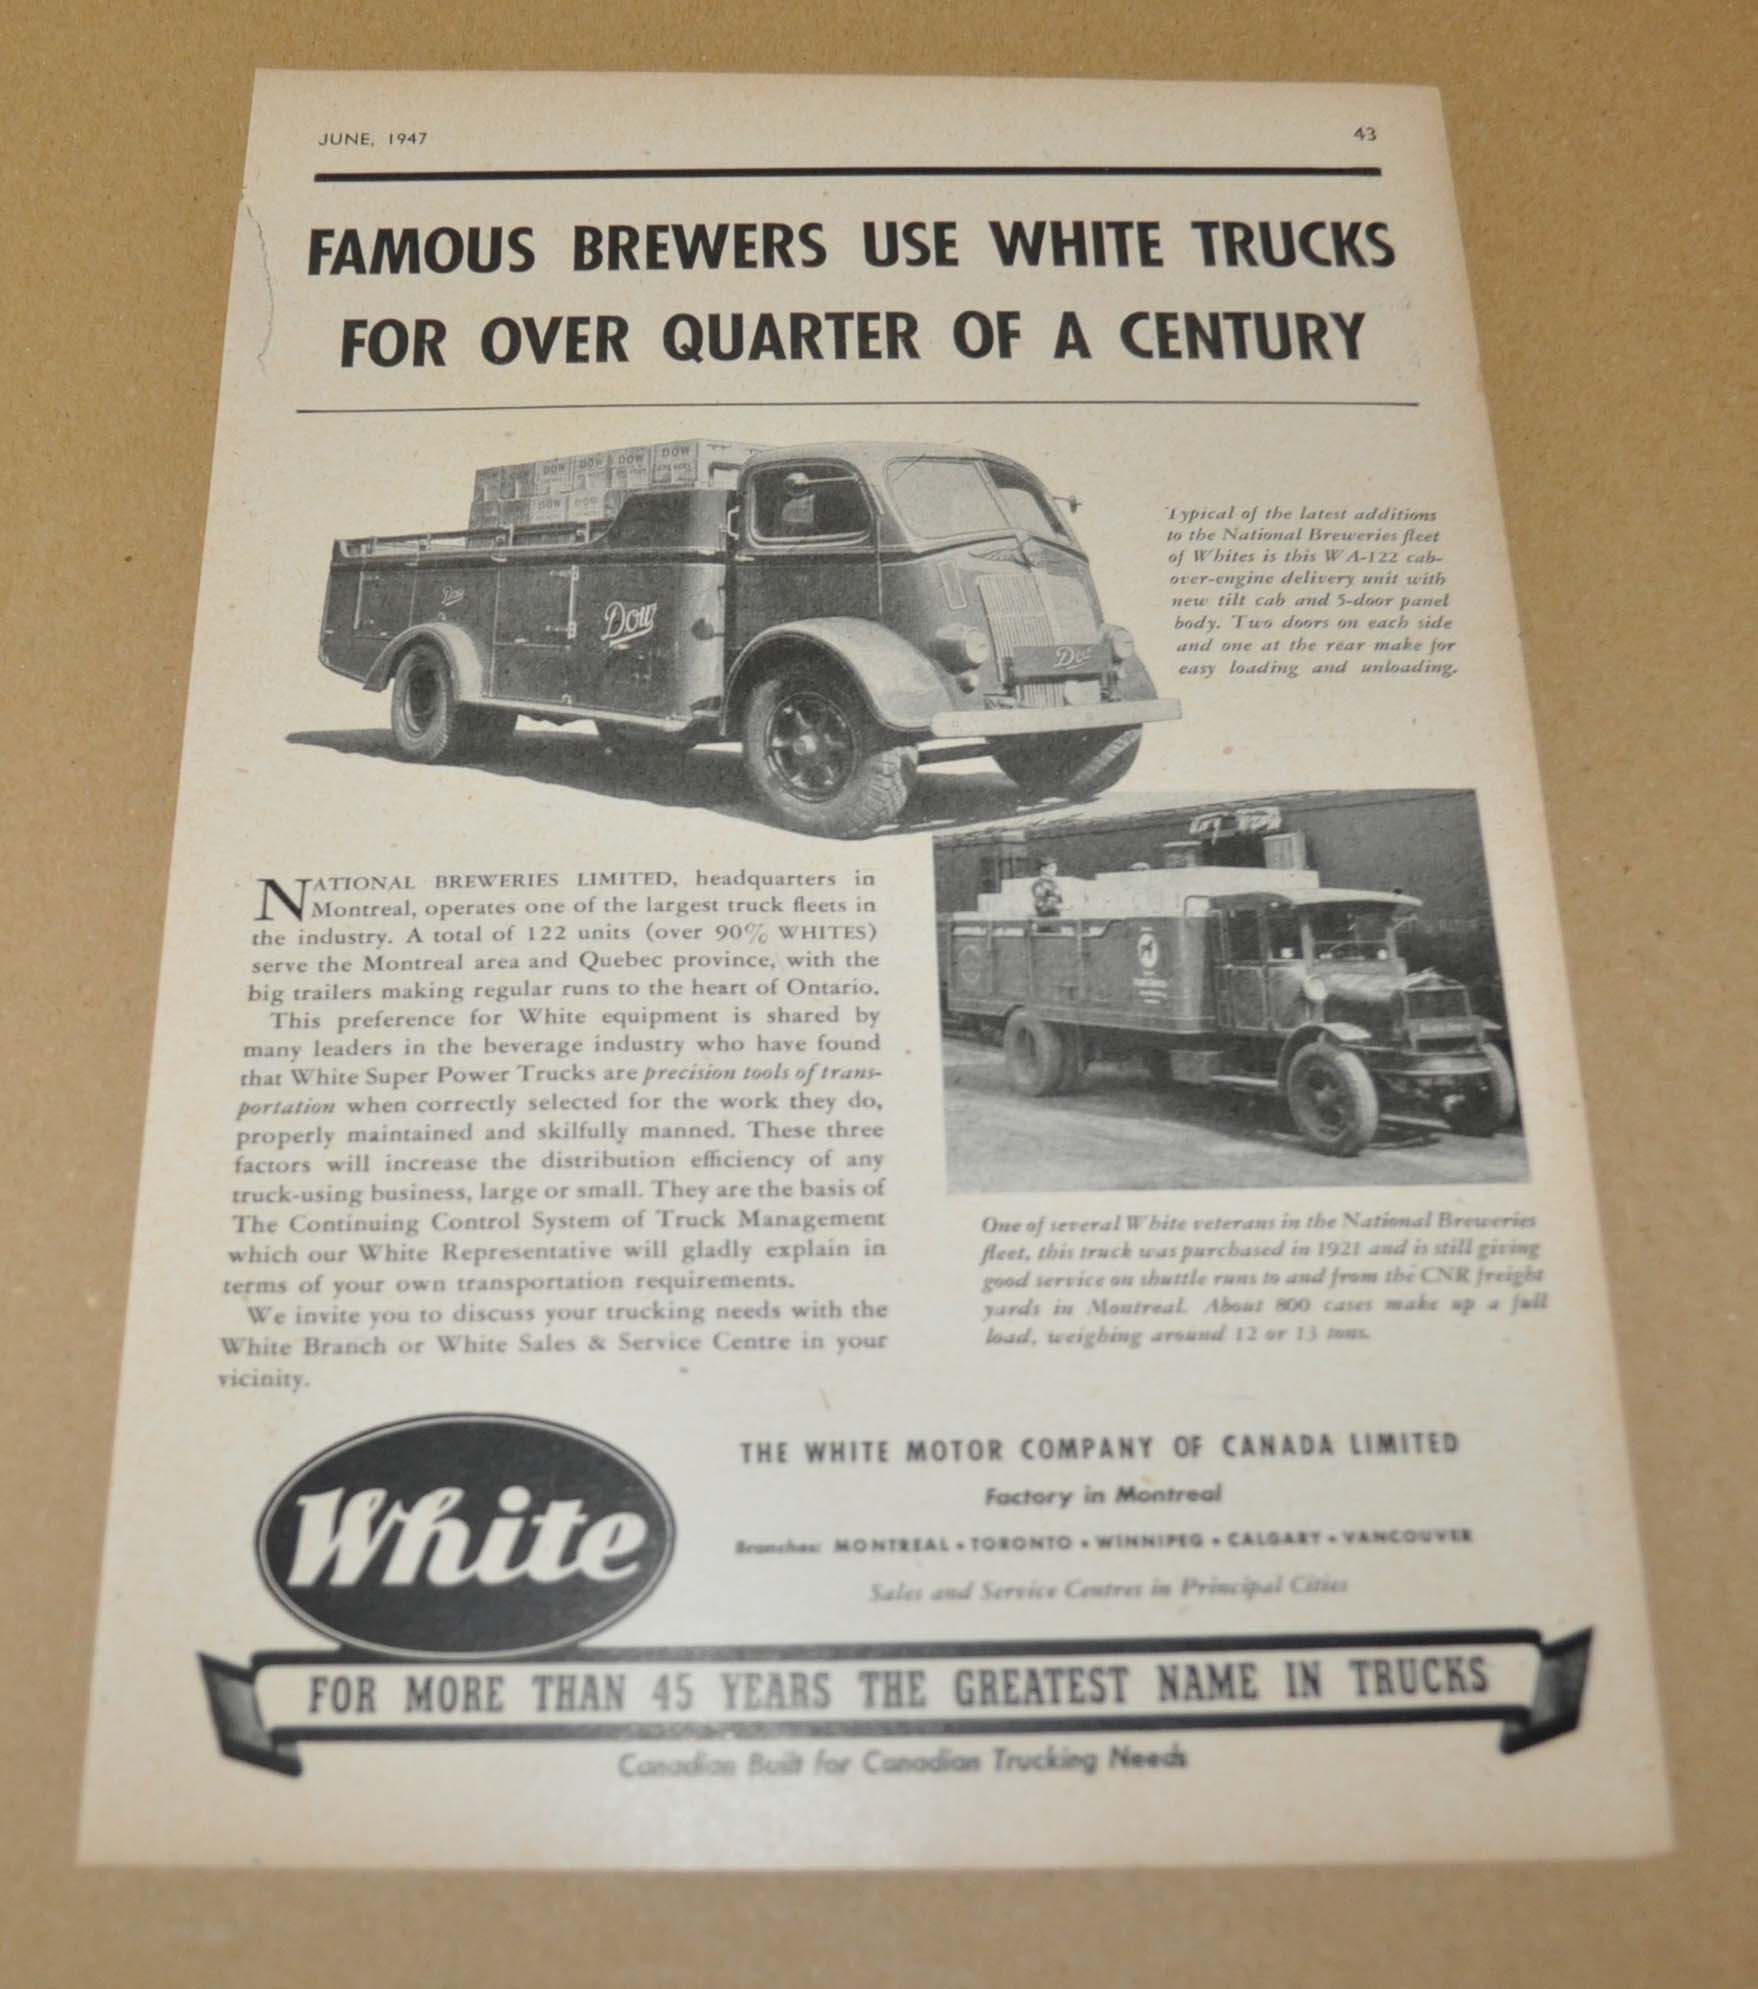 JUNE, 1947
43
FAMOUS BREWERS USE WHITE TRUCKS
FOR OVER QUARTER OF A CENTURY
DOW DOW DOW DOW
DOW DOW
Dow
Dow
Dow
Typical of the latest additions
to the National Breweries fleet
of Whites is this WA-122 cab-
over-engine delivery unit with
new tilt cab and 5-door panel
body. Two doors on each side
and one at the rear make for
easy loading and unloading.
NATIONAL BREWERIES LIMITED, headquarters in
Montreal, operates one of the largest truck fleets in
the industry. A total of 122 units (over 90% WHITES)
serve the Montreal area and Quebec province, with the
big trailers making regular runs to the heart of Ontario.
This preference for White equipment is shared by
many leaders in the beverage industry who have found
that White Super Power Trucks are precision tools of trans-
portation when correctly selected for the work they do,
properly maintained and skilfully manned. These three
factors will increase the distribution efficiency of any
truck-using business, large or small. They are the basis of
The Continuing Control System of Truck Management
which our White Representative will gladly explain in
terms of your own transportation requirements.
We invite you to discuss your trucking needs with the
White Branch or White Sales & Service Centre in your
vicinity.
One of several White veterans in the National Breweries
fleet, this truck was purchased in 1921 and is still giving
good service on shuttle runs to and from the CNR freight
yards in Montreal. About 800 cases make up a full
load, weighing around 12 or 13 tons.
White
THE WHITE MOTOR COMPANY OF CANADA LIMITED
Factory in Montreal
Branches: MONTREAL • TORONTO • WINNIPEG • CALGARY • VANCOUVER
Sales and Service Centres in Principal Cities
FOR MORE THAN 45 YEARS THE GREATEST NAME IN TRUCKS
Canadian Built for Canadian Trucking Needs